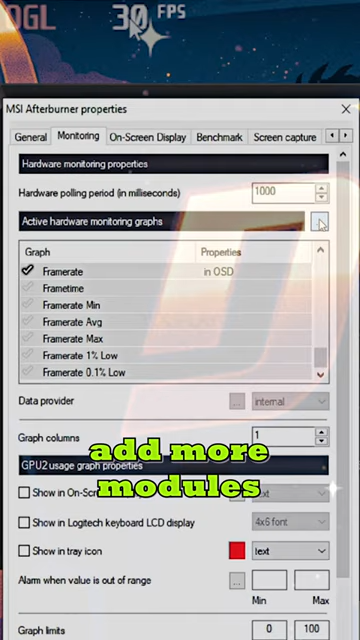 OGL 30 FPS
MSI Afterburner properties
General Monitoring On-Screen Display Benchmark Screen capture
Hardware monitoring properties
Hardware polling period (in milliseconds) 1000
Active hardware monitoring graphs ...
Graph Properties
Framerate in OSD
Frametime
Framerate Min
Framerate Avg
Framerate Max
Framerate 1% Low
Framerate 0.1% Low
Data provider ... internal
Graph columns 1
add more
GPU2 usage graph properties
modules
Show in On-Scre
Show in Logitech keyboard LCD display 4x6 font
Show in tray icon text
Alarm when value is out of range ...
Min Max
Graph limits 0 100